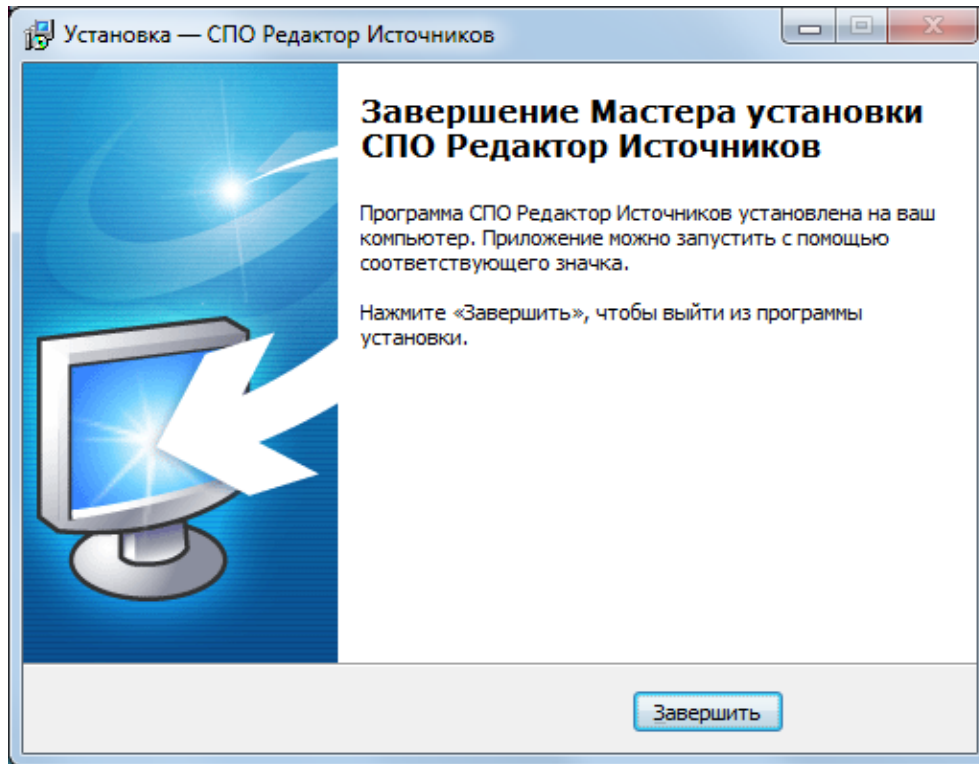 Установка — СПО Редактор Источников
Завершение Мастера установки
СПО Редактор Источников
Программа СПО Редактор Источников установлена на ваш
компьютер. Приложение можно запустить с помощью
соответствующего значка.
Нажмите «Завершить», чтобы выйти из программы
установки.
Завершить